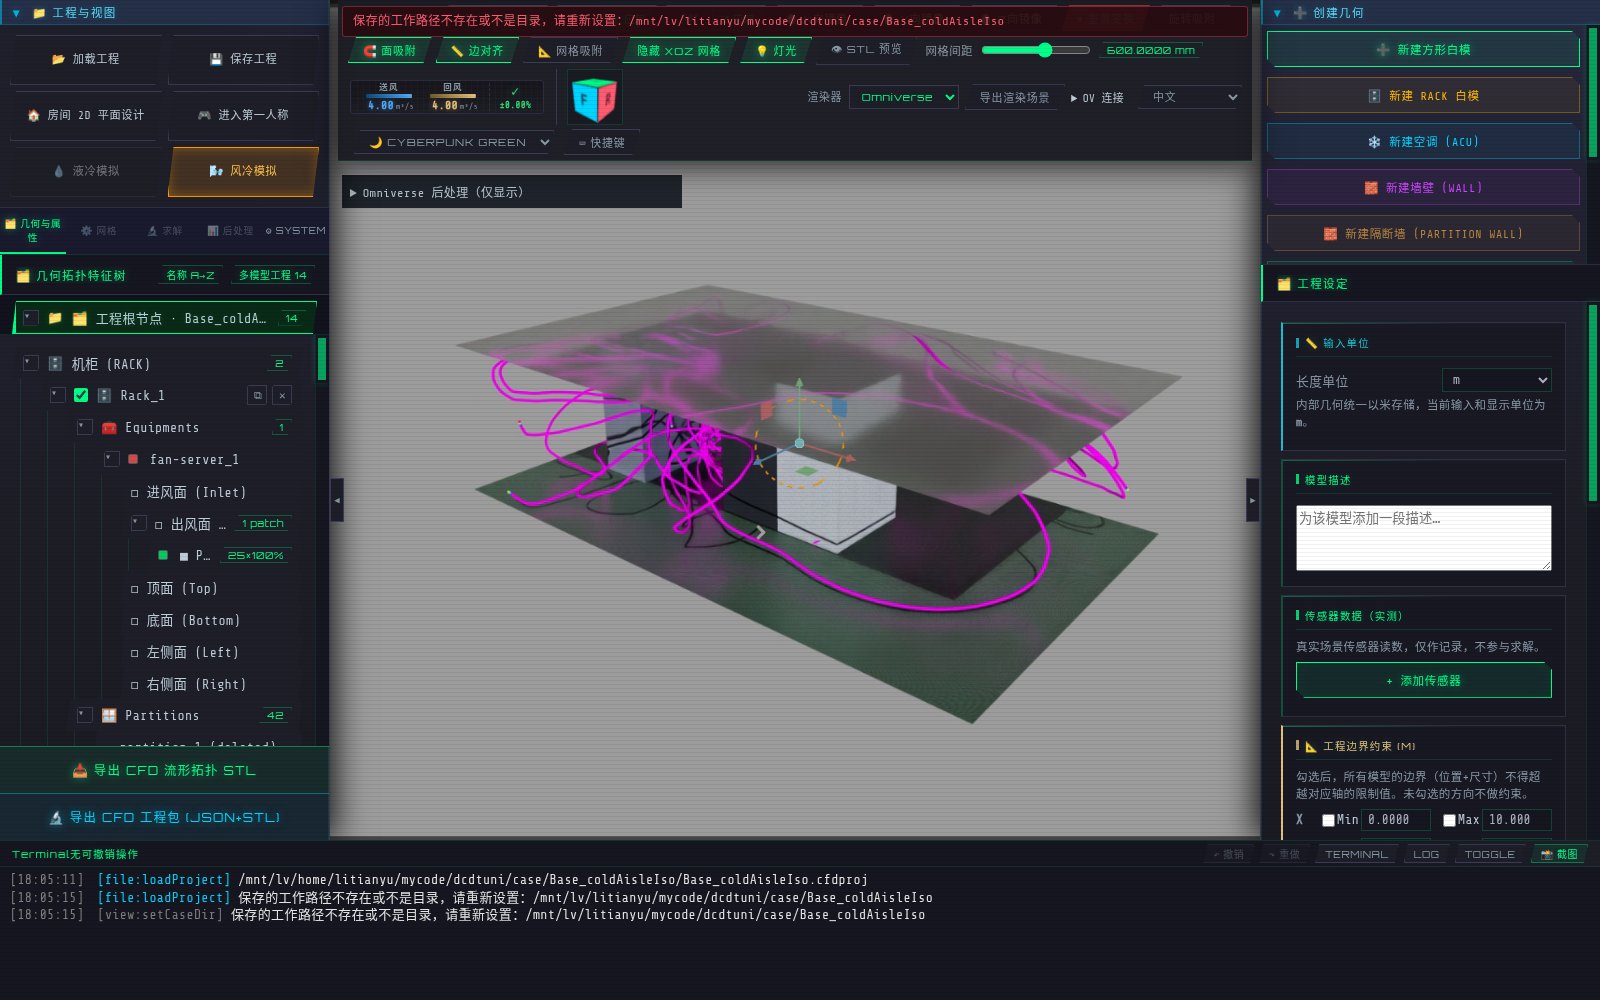 ▼ 📁 工程与视图
📂 加载工程
💾 保存工程
🏠 房间 2D 平面设计
🎮 进入第一人称
💧 液冷模拟
🌬 风冷模拟
🗂 几何与属性
⚙ 网格
🔬 求解
📊 后处理
⚙ SYSTEM
🗂 几何拓扑特征树
名称 A→Z
多模型工程 14
📁 🗂 工程根节点 · Base_coldA… 14
🗄 机柜 (RACK) 2
🗄 Rack_1
🧰 Equipments 1
fan-server_1
□ 进风面 (Inlet)
□ 出风面 … 1 patch
■ P… 25×100%
□ 顶面 (Top)
□ 底面 (Bottom)
□ 左侧面 (Left)
□ 右侧面 (Right)
🪟 Partitions 42
📥 导出 CFD 流形拓扑 STL
🔬 导出 CFD 工程包 (JSON+STL)
保存的工作路径不存在或不是目录，请重新设置：/mnt/lv/litianyu/mycode/dcdtuni/case/Base_coldAisleIso
🧲 面吸附
📏 边对齐
📐 网格吸附
隐藏 XOZ 网格
💡 灯光
👁 STL 预览
网格间距
600.0000 mm
送风
4.00 m³/s
回风
4.00 m³/s
✓
±0.00%
渲染器
Omniverse
导出渲染场景
▶ OV 连接
中文
🌙 CYBERPUNK GREEN
⌨ 快捷键
▶ Omniverse 后处理（仅显示）
▼ ➕ 创建几何
➕ 新建方形白模
🗄 新建 RACK 白模
❄ 新建空调 (ACU)
🧱 新建墙壁 (WALL)
🧱 新建隔断墙 (PARTITION WALL)
🗂 工程设定
📏 输入单位
长度单位
m
内部几何统一以米存储，当前输入和显示单位为
m。
模型描述
为该模型添加一段描述…
传感器数据（实测）
真实场景传感器读数，仅作记录，不参与求解。
+ 添加传感器
📐 工程边界约束 (M)
勾选后，所有模型的边界（位置+尺寸）不得超
越对应轴的限制值。未勾选的方向不做约束。
X Min 0.0000 Max 10.000
Terminal无可撤销操作
↶ 撤销
↷ 重做
TERMINAL
LOG
TOGGLE
📸 截图
[18:05:11] [file:loadProject] /mnt/lv/home/litianyu/mycode/dcdtuni/case/Base_coldAisleIso/Base_coldAisleIso.cfdproj
[18:05:15] [file:loadProject] 保存的工作路径不存在或不是目录，请重新设置：/mnt/lv/litianyu/mycode/dcdtuni/case/Base_coldAisleIso
[18:05:15] [view:setCaseDir] 保存的工作路径不存在或不是目录，请重新设置：/mnt/lv/litianyu/mycode/dcdtuni/case/Base_coldAisleIso